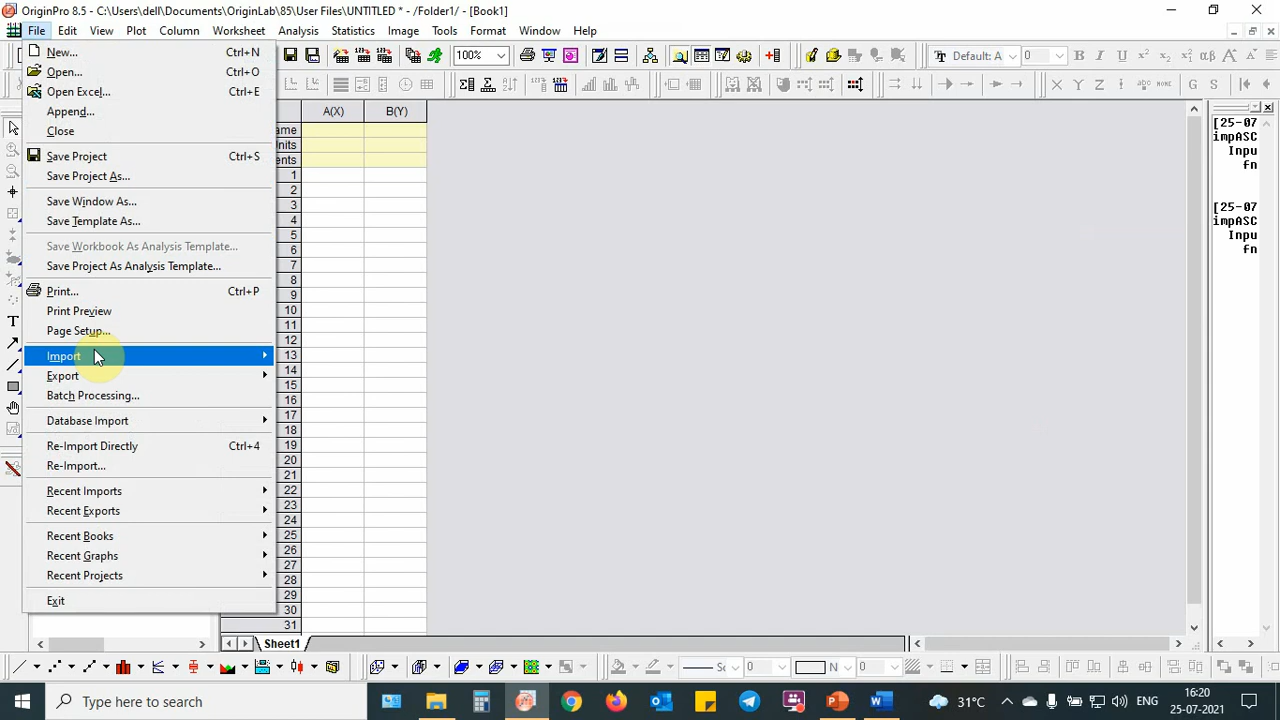 OriginPro 8.5 - C:\Users\dell\Documents\OriginLab\85\User Files\UNTITLED * - /Folder1/ - [Book1]
File Edit View Plot Column Worksheet Analysis Statistics Image Tools Format Window Help
New... Ctrl+N
Open... Ctrl+O
Open Excel... Ctrl+E
Append...
Close
Save Project Ctrl+S
Save Project As...
Save Window As...
Save Template As...
Save Workbook As Analysis Template...
Save Project As Analysis Template...
Print... Ctrl+P
Print Preview
Page Setup...
Import
Export
Batch Processing...
Database Import
Re-Import Directly Ctrl+4
Re-Import...
Recent Imports
Recent Exports
Recent Books
Recent Graphs
Recent Projects
Exit
100%
Default: A
0
A(X) B(Y)
ame
Units
ents
1
2
3
4
5
6
7
8
9
10
11
12
13
14
15
16
17
18
19
20
21
22
23
24
25
26
27
28
29
30
31
[25-07
impASC
Inpu
fn
[25-07
impASC
Inpu
fn
Sheet1
0
N
0
Type here to search
31°C
ENG
16:20
25-07-2021